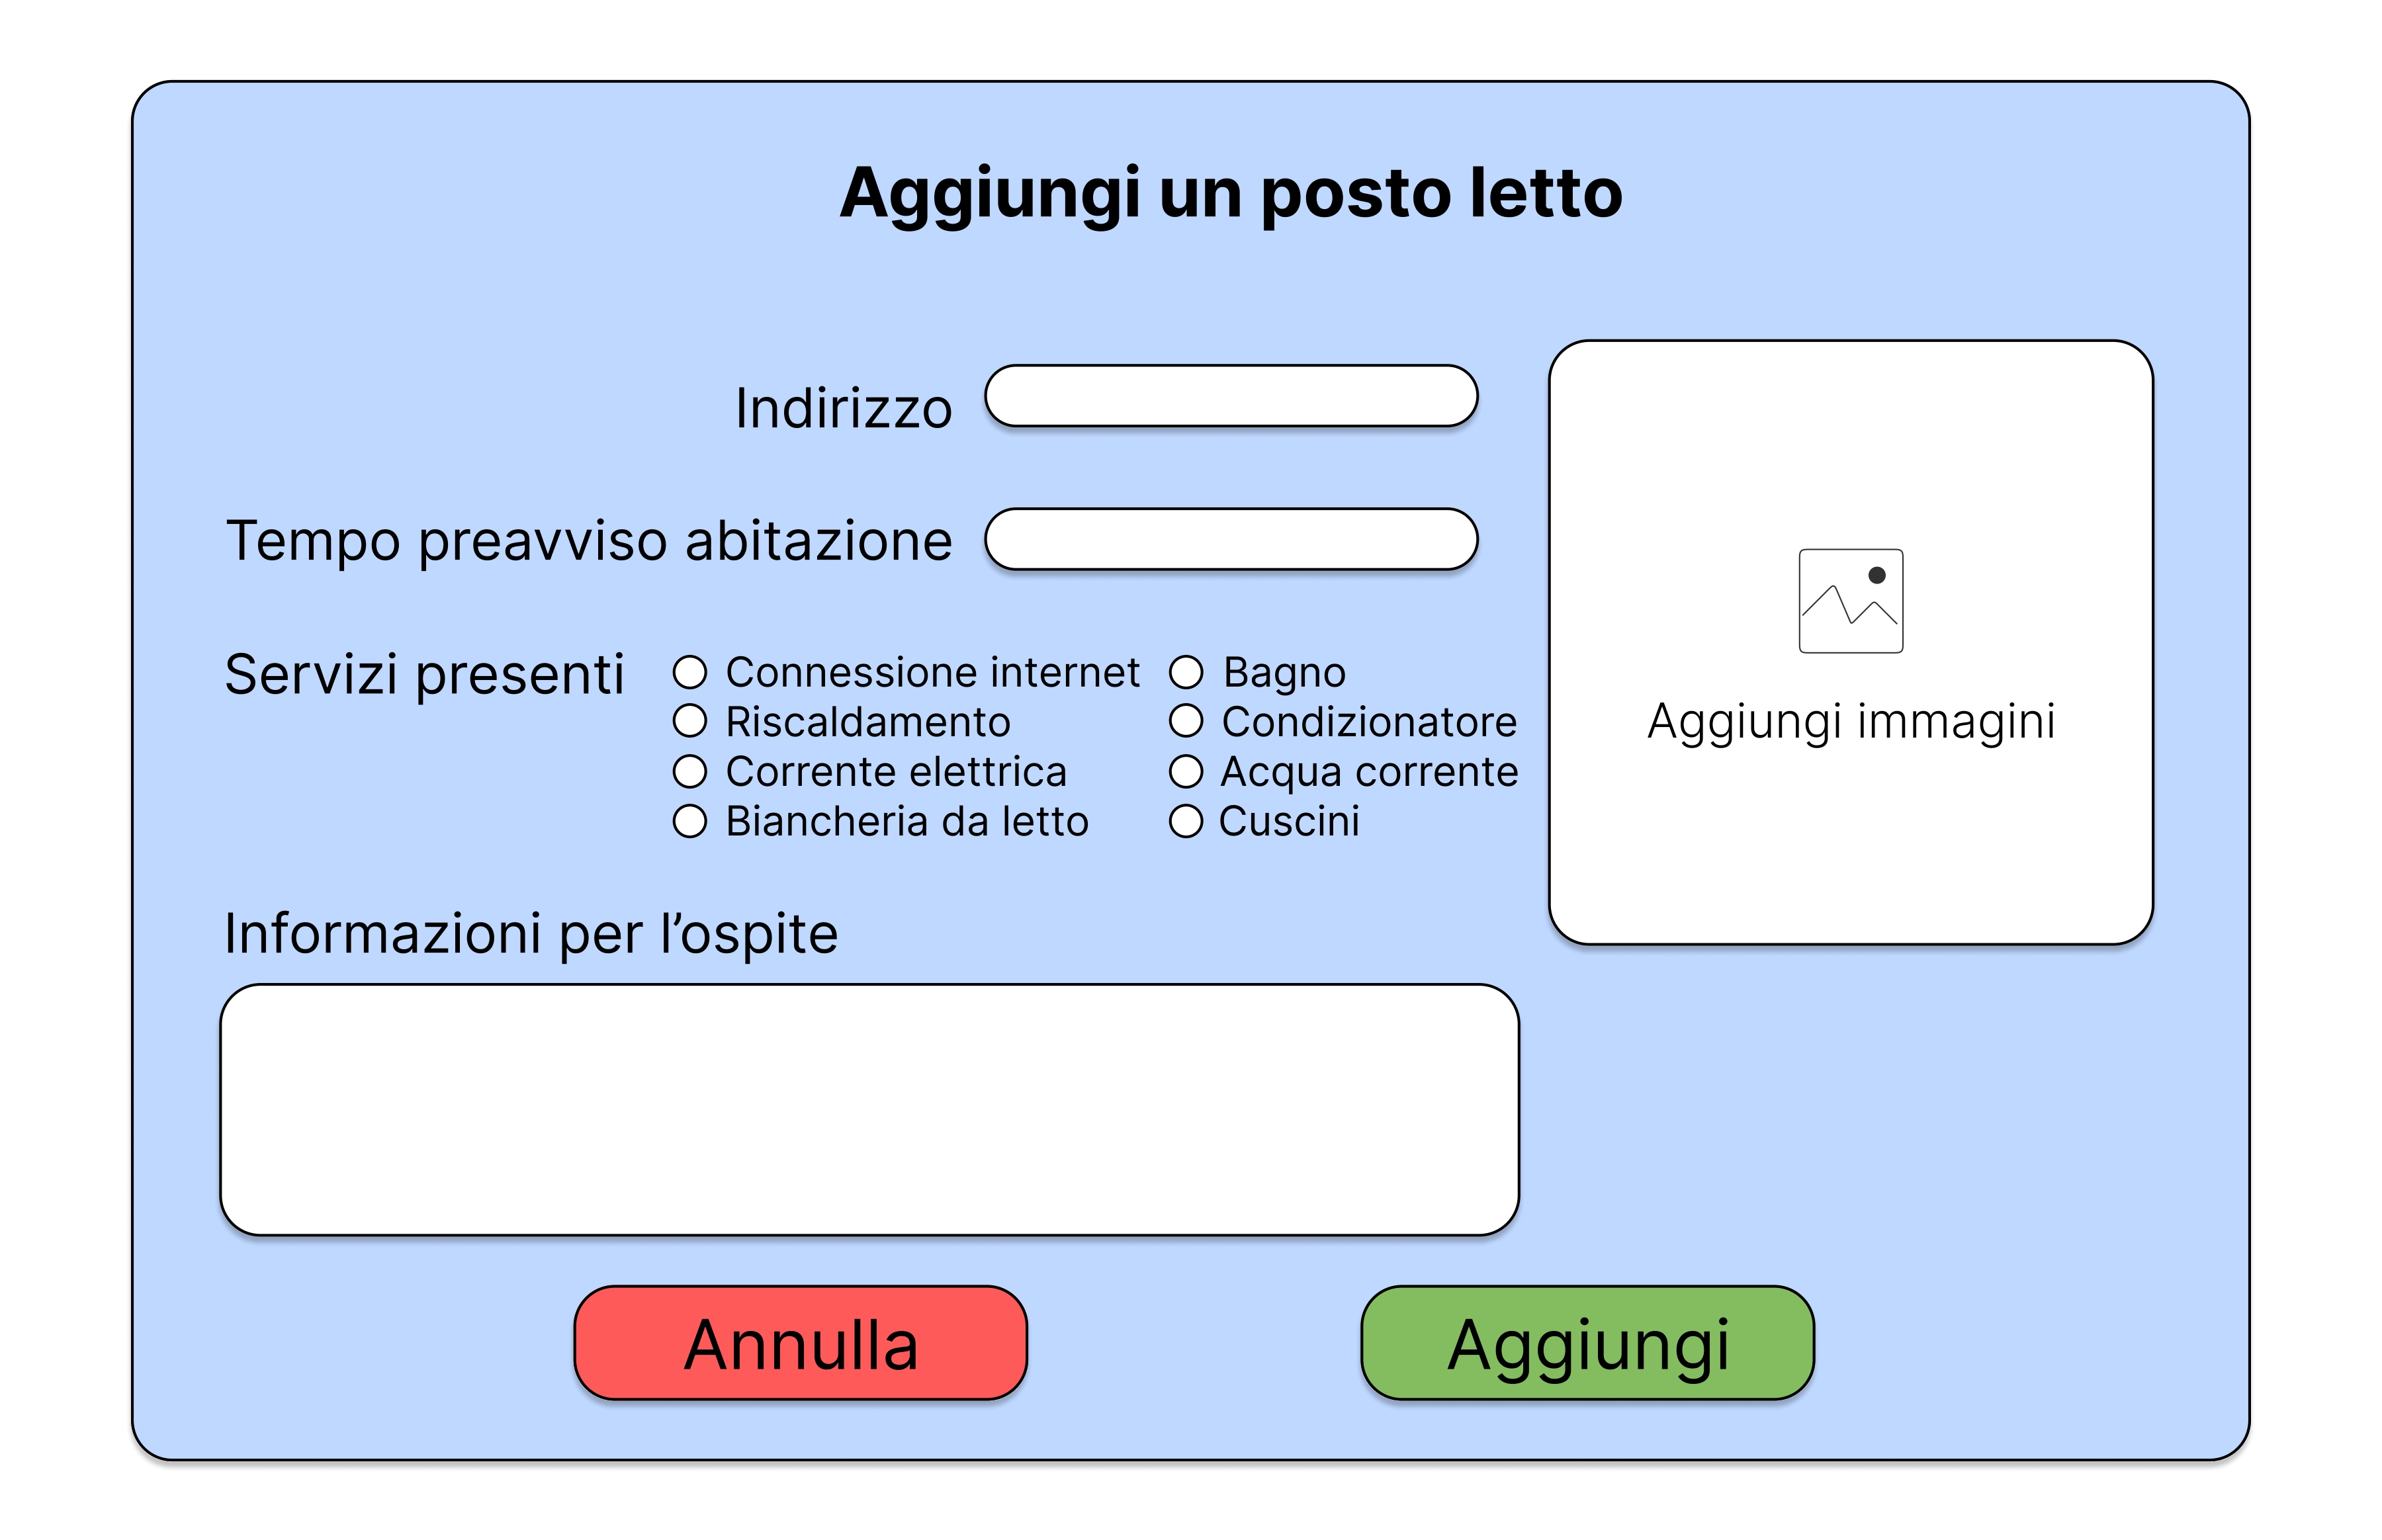 Aggiungi un posto letto
Indirizzo
Tempo preavviso abitazione
Servizi presenti
Connessione internet
Bagno
Riscaldamento
Condizionatore
Corrente elettrica
Acqua corrente
Biancheria da letto
Cuscini
Aggiungi immagini
Informazioni per l’ospite
Annulla
Aggiungi